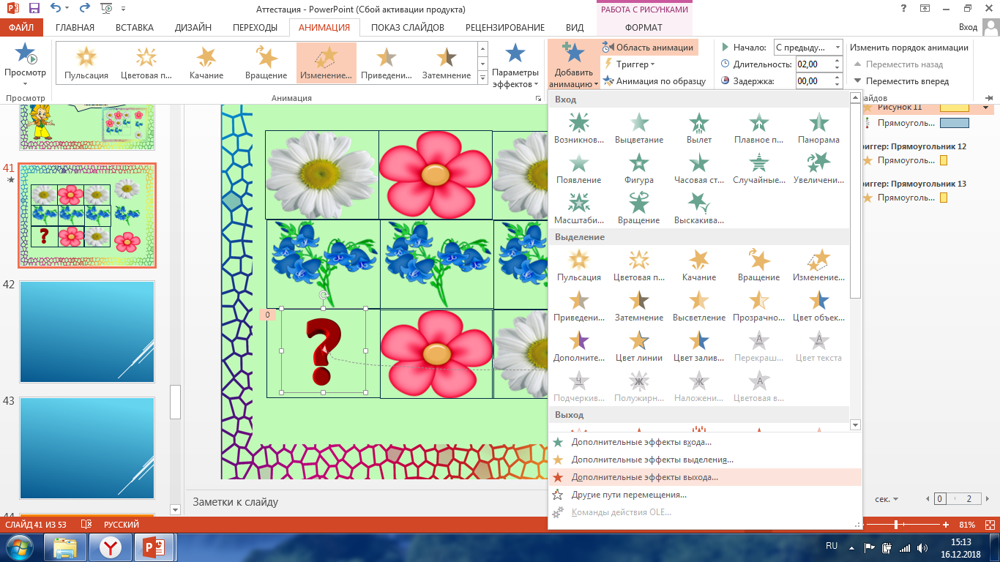 Аттестация - PowerPoint (Сбой активации продукта)
РАБОТА С РИСУНКАМИ
?
ФАЙЛ ГЛАВНАЯ ВСТАВКА ДИЗАЙН ПЕРЕХОДЫ АНИМАЦИЯ ПОКАЗ СЛАЙДОВ РЕЦЕНЗИРОВАНИЕ ВИД ФОРМАТ Вход
Просмотр
Просмотр
Пульсация Цветовая п... Качание Вращение Изменение... Приведени... Затемнение
Анимация
Параметры
эффектов
Добавить
анимацию
Область анимации
Триггер
Анимация по образцу
Начало: С предыду...
Длительность: 02,00
Задержка: 00,00
Изменить порядок анимации
Переместить назад
Переместить вперед
лайдов
Вход
Возникнов... Выцветание Вылет Плавное п... Панорама
Появление Фигура Часовая ст... Случайные... Увеличени...
Масштаби... Вращение Выскакива...
Выделение
Пульсация Цветовая п... Качание Вращение Изменение...
Приведени... Затемнение Высветление Прозрачно... Цвет объек...
Дополните... Цвет линии Цвет залив... Перекраш... Цвет текста
Подчеркив... Полужирн... Наложени... Цветовая в...
Выход
Дополнительные эффекты входа...
Дополнительные эффекты выделения...
Дополнительные эффекты выхода...
Другие пути перемещения...
Команды действия OLE...
Рисунок 11
Прямоуголь...
риггер: Прямоугольник 12
Прямоуголь...
риггер: Прямоугольник 13
Прямоуголь...
сек. 0 2
41
42
43
44
0
?
?
Заметки к слайду
СЛАЙД 41 ИЗ 53 РУССКИЙ 81%
RU 15:13
16.12.2018